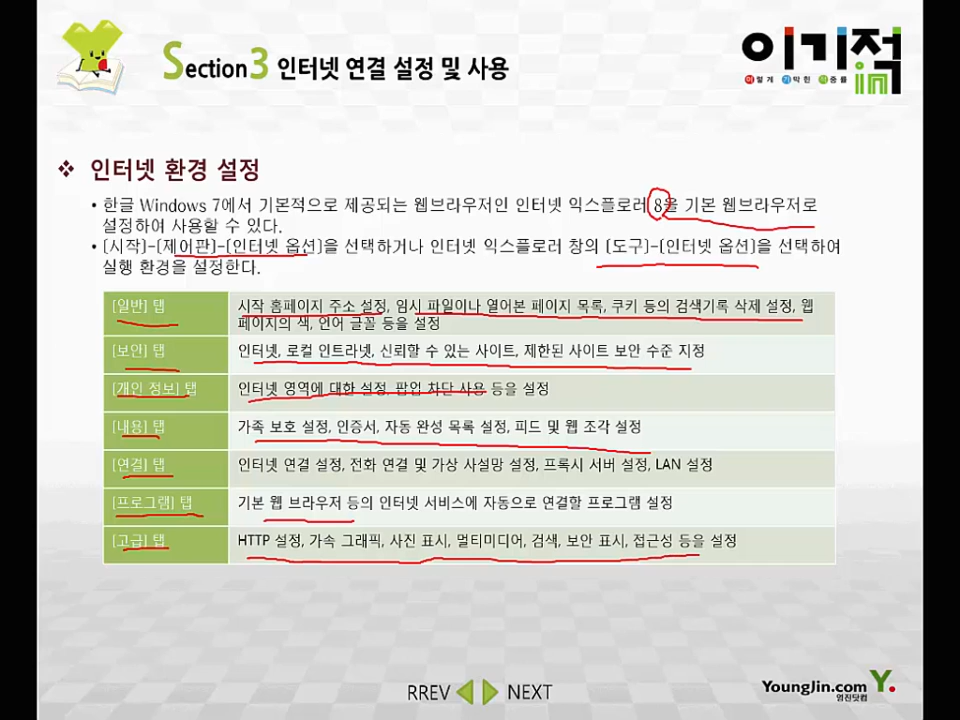 Section 3 인터넷 연결 설정 및 사용
이기적 in
이렇게 기막힌 적중률
❖ 인터넷 환경 설정
• 한글 Windows 7에서 기본적으로 제공되는 웹브라우저인 인터넷 익스플로러 8을 기본 웹브라우저로
설정하여 사용할 수 있다.
• [시작]-[제어판]-[인터넷 옵션]을 선택하거나 인터넷 익스플로러 창의 [도구]-[인터넷 옵션]을 선택하여
실행 환경을 설정한다.
[일반] 탭
시작 홈페이지 주소 설정, 임시 파일이나 열어본 페이지 목록, 쿠키 등의 검색기록 삭제 설정, 웹
페이지의 색, 언어 글꼴 등을 설정
[보안] 탭
인터넷, 로컬 인트라넷, 신뢰할 수 있는 사이트, 제한된 사이트 보안 수준 지정
[개인 정보] 탭
인터넷 영역에 대한 설정, 팝업 차단 사용 등을 설정
[내용] 탭
가족 보호 설정, 인증서, 자동 완성 목록 설정, 피드 및 웹 조각 설정
[연결] 탭
인터넷 연결 설정, 전화 연결 및 가상 사설망 설정, 프록시 서버 설정, LAN 설정
[프로그램] 탭
기본 웹 브라우저 등의 인터넷 서비스에 자동으로 연결할 프로그램 설정
[고급] 탭
HTTP 설정, 가속 그래픽, 사진 표시, 멀티미디어, 검색, 보안 표시, 접근성 등을 설정
RREV NEXT
YoungJin.com Y.
영진닷컴